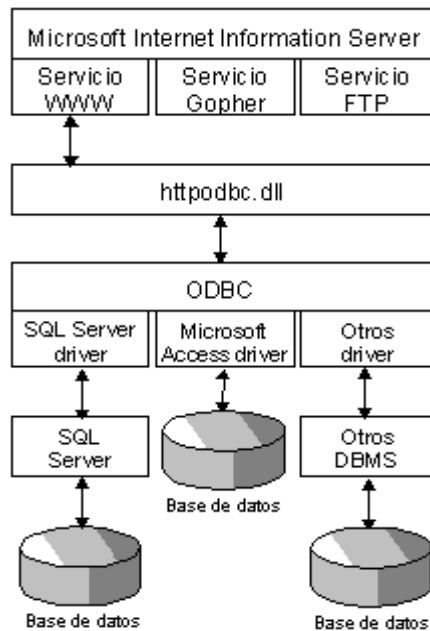 Microsoft Internet Information Server
Servicio WWW
Servicio Gopher
Servicio FTP
httpodbc.dll
ODBC
SQL Server driver
Microsoft Access driver
Otros driver
SQL Server
Otros DBMS
Base de datos
Base de datos
Base de datos